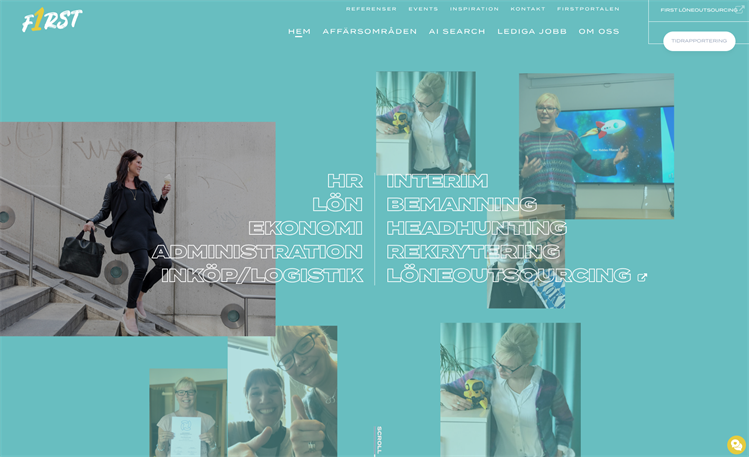 F1RST
REFERENSER EVENTS INSPIRATION KONTAKT FIRSTPORTALEN
FIRST LÖNEOUTSOURCING
HEM AFFÄRSOMRÅDEN AI SEARCH LEDIGA JOBB OM OSS
TIDRAPPORTERING
HR
LÖN
EKONOMI
ADMINISTRATION
INKÖP/LOGISTIK
INTERIM
BEMANNING
HEADHUNTING
REKRYTERING
LÖNEOUTSOURCING
SCROLL